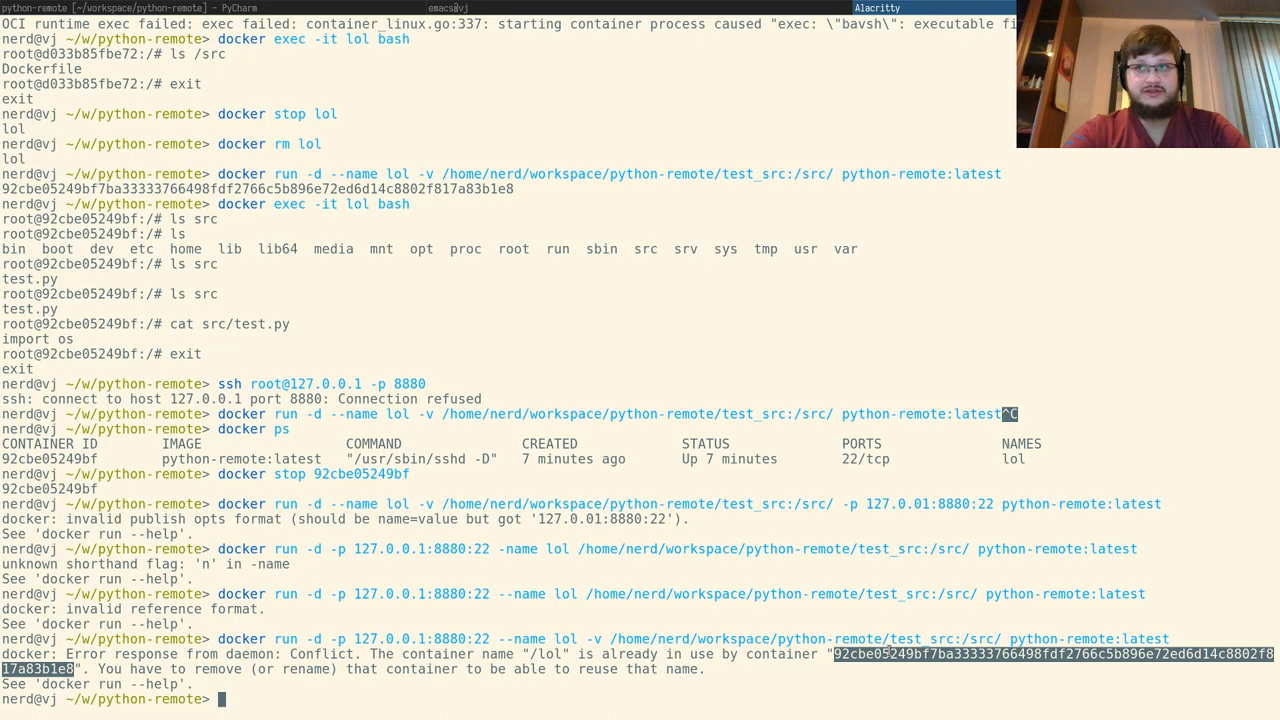 python-remote [~/workspace/python-remote] - PyCharm
emacs@vj
Alacritty
OCI runtime exec failed: exec failed: container_linux.go:337: starting container process caused "exec: \"bavsh\": executable fi
nerd@vj ~/w/python-remote> docker exec -it lol bash
root@d033b85fbe72:/# ls /src
Dockerfile
root@d033b85fbe72:/# exit
exit
nerd@vj ~/w/python-remote> docker stop lol
lol
nerd@vj ~/w/python-remote> docker rm lol
lol
nerd@vj ~/w/python-remote> docker run -d --name lol -v /home/nerd/workspace/python-remote/test_src:/src/ python-remote:latest
92cbe05249bf7ba33333766498fdf2766c5b896e72ed6d14c8802f817a83b1e8
nerd@vj ~/w/python-remote> docker exec -it lol bash
root@92cbe05249bf:/# ls src
root@92cbe05249bf:/# ls
bin  boot  dev  etc  home  lib  lib64  media  mnt  opt  proc  root  run  sbin  src  srv  sys  tmp  usr  var
root@92cbe05249bf:/# ls src
test.py
root@92cbe05249bf:/# ls src
test.py
root@92cbe05249bf:/# cat src/test.py
import os
root@92cbe05249bf:/# exit
exit
nerd@vj ~/w/python-remote> ssh root@127.0.0.1 -p 8880
ssh: connect to host 127.0.0.1 port 8880: Connection refused
nerd@vj ~/w/python-remote> docker run -d --name lol -v /home/nerd/workspace/python-remote/test_src:/src/ python-remote:latest^C
nerd@vj ~/w/python-remote> docker ps
CONTAINER ID        IMAGE                  COMMAND               CREATED             STATUS              PORTS               NAMES
92cbe05249bf        python-remote:latest   "/usr/sbin/sshd -D"   7 minutes ago       Up 7 minutes        22/tcp              lol
nerd@vj ~/w/python-remote> docker stop 92cbe05249bf
92cbe05249bf
nerd@vj ~/w/python-remote> docker run -d --name lol -v /home/nerd/workspace/python-remote/test_src:/src/ -p 127.0.01:8880:22 python-remote:latest
docker: invalid publish opts format (should be name=value but got '127.0.01:8880:22').
See 'docker run --help'.
nerd@vj ~/w/python-remote> docker run -d -p 127.0.0.1:8880:22 -name lol /home/nerd/workspace/python-remote/test_src:/src/ python-remote:latest
unknown shorthand flag: 'n' in -name
See 'docker run --help'.
nerd@vj ~/w/python-remote> docker run -d -p 127.0.0.1:8880:22 --name lol /home/nerd/workspace/python-remote/test_src:/src/ python-remote:latest
docker: invalid reference format.
See 'docker run --help'.
nerd@vj ~/w/python-remote> docker run -d -p 127.0.0.1:8880:22 --name lol -v /home/nerd/workspace/python-remote/test_src:/src/ python-remote:latest
docker: Error response from daemon: Conflict. The container name "/lol" is already in use by container "92cbe05249bf7ba33333766498fdf2766c5b896e72ed6d14c8802f8
17a83b1e8". You have to remove (or rename) that container to be able to reuse that name.
See 'docker run --help'.
nerd@vj ~/w/python-remote>